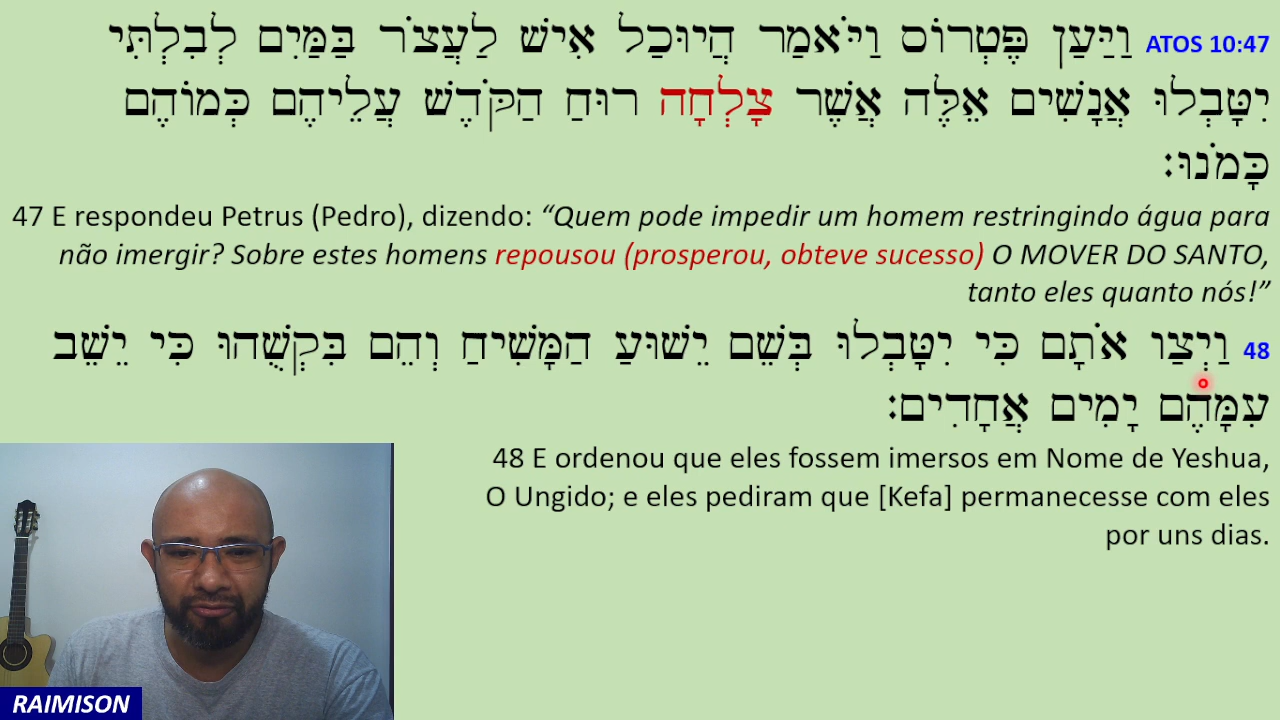 ATOS 10:47 וַיַּעַן פֶּטְרוֹס וַיֹּאמַר הֲיוּכַל אִישׁ לַעֲצֹר בַּמַּיִם לְבִלְתִּי
יִטָּבְלוּ אֲנָשִׁים אֵלֶּה אֲשֶׁר צָלְחָה רוּחַ הַקֹּדֶשׁ עֲלֵיהֶם כְּמוֹהֶם
כָּמֹנוּ׃
47 E respondeu Petrus (Pedro), dizendo: “Quem pode impedir um homem restringindo água para
não imergir? Sobre estes homens repousou (prosperou, obteve sucesso) O MOVER DO SANTO,
tanto eles quanto nós!”
48 וַיְצַו אֹתָם כִּי יִטָּבְלוּ בְּשֵׁם יֵשׁוּעַ הַמָּשִׁיחַ וְהֵם בִּקְשֻׁהוּ כִּי יֵשֵׁב
עִמָּהֶם יָמִים אֲחָדִים׃
48 E ordenou que eles fossem imersos em Nome de Yeshua,
O Ungido; e eles pediram que [Kefa] permanecesse com eles
por uns dias.
RAIMISON